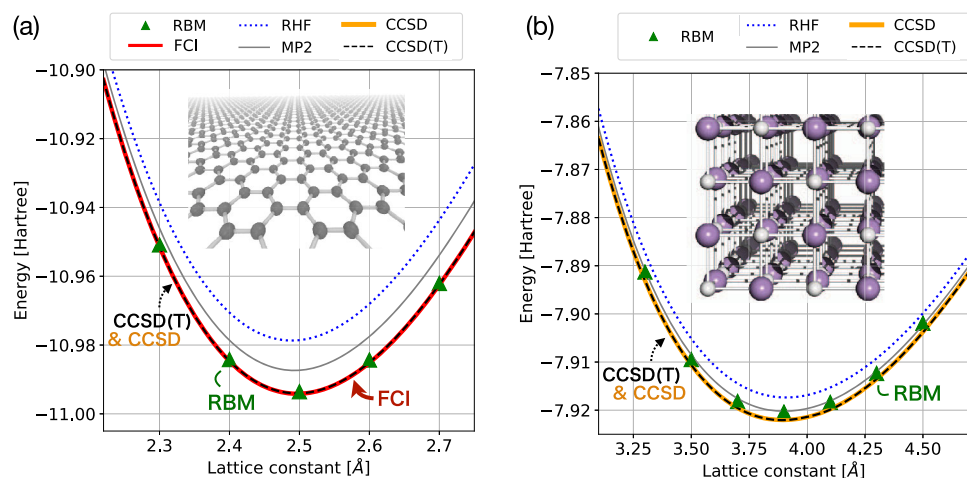 (a)
RBM
RHF
CCSD
FCI
MP2
CCSD(T)
−10.90
−10.92
−10.94
−10.96
−10.98
−11.00
Energy [Hartree]
CCSD(T)
& CCSD
RBM
FCI
2.3
2.4
2.5
2.6
2.7
Lattice constant [Å]
(b)
RBM
RHF
CCSD
MP2
CCSD(T)
−7.85
−7.86
−7.87
−7.88
−7.89
−7.90
−7.91
−7.92
Energy [Hartree]
CCSD(T)
& CCSD
RBM
3.25
3.50
3.75
4.00
4.25
4.50
Lattice constant [Å]